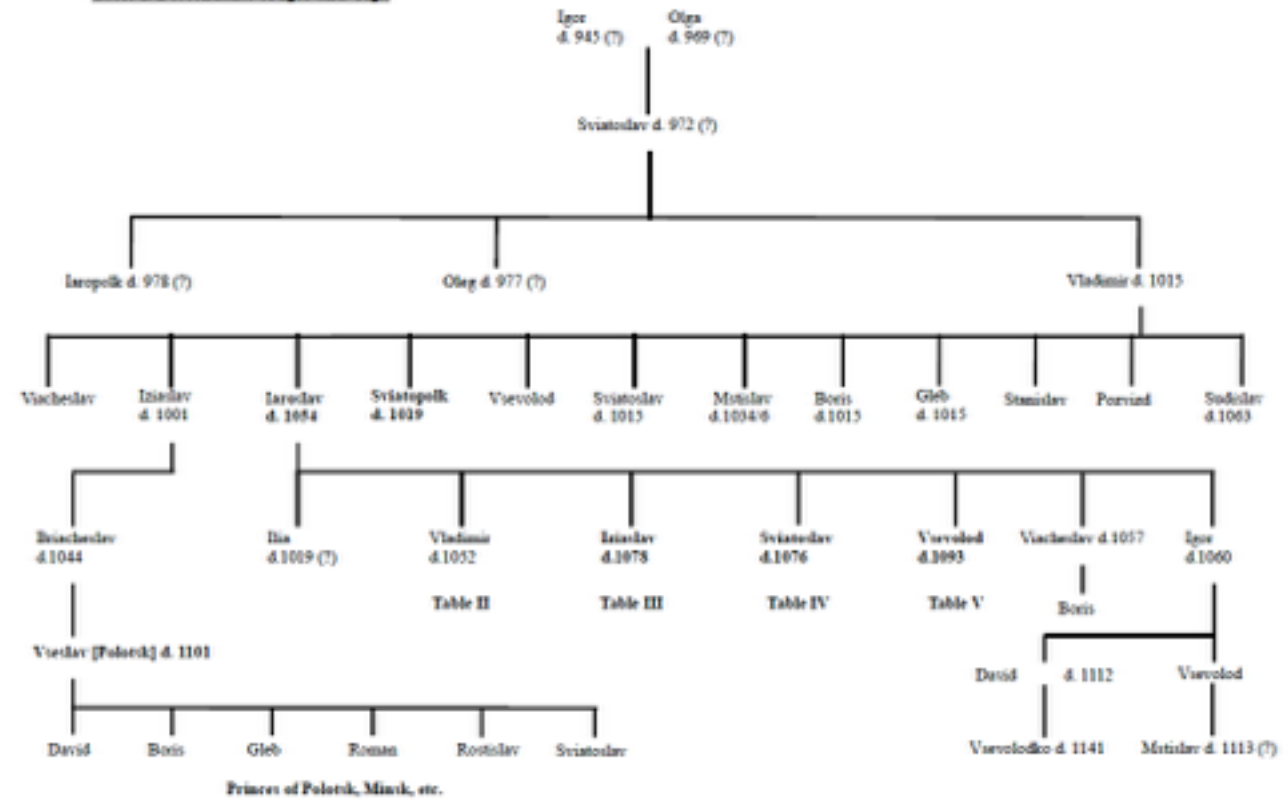 Igor Olga
d. 945 (?) d. 969 (?)
Sviatoslav d. 972 (?)
Iaropolk d. 978 (?) Oleg d. 977 (?) Vladimir d. 1015
Viacheslav Iziaslav Iaroslav Sviatopolk Vsevolod Sviatoslav Mstislav Boris Gleb Stanislav Pozvizd Sudislav
d. 1001 d. 1054 d. 1019 d. 1015 d.1034/6 d.1015 d. 1015 d.1063
Briacheslav Ilia Vladimir Iziaslav Sviatoslav Vsevolod Viacheslav d.1057 Igor
d.1044 d.1019 (?) d.1052 d.1078 d.1076 d.1093 d.1060
Table II Table III Table IV Table V Boris
Vseslav [Polotsk] d. 1101
David d. 1112 Vsevolod
David Boris Gleb Roman Rostislav Sviatoslav Vsevolodko d. 1141 Mstislav d. 1113 (?)
Princes of Polotsk, Minsk, etc.